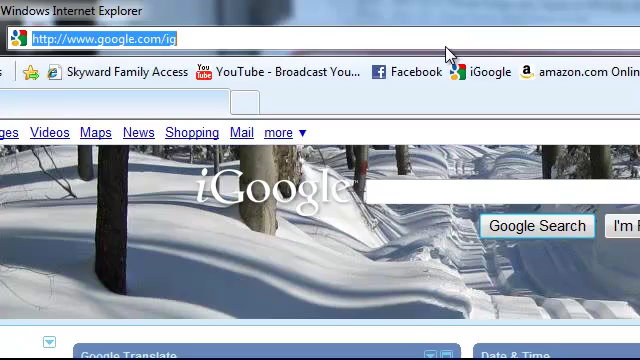 Windows Internet Explorer
http://www.google.com/ig
Skyward Family Access YouTube - Broadcast You... Facebook iGoogle amazon.com Onlin
ges Videos Maps News Shopping Mail more ▼
iGoogle™
Google Search I'm F
Google Translate Date & Time